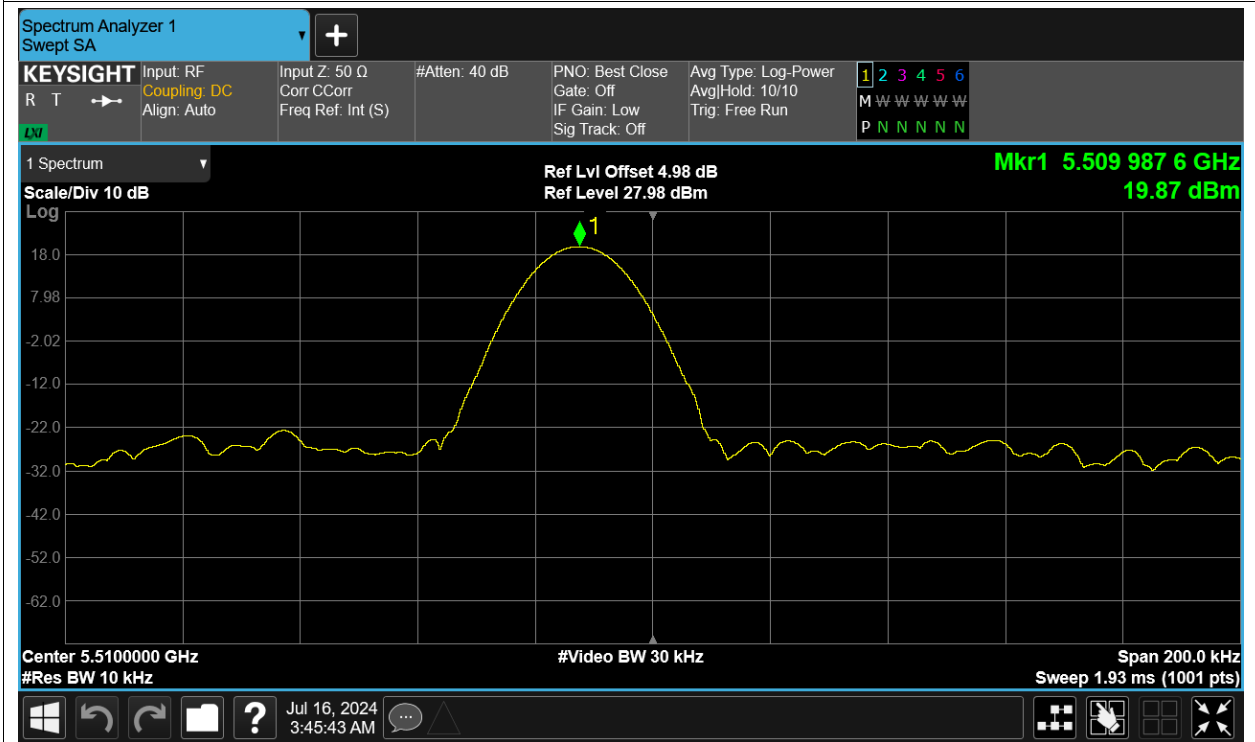 Spectrum Analyzer 1
Swept SA
+
KEYSIGHT
R T
LXI
Input: RF
Coupling: DC
Align: Auto
Input Z: 50 Ω
Corr CCorr
Freq Ref: Int (S)
#Atten: 40 dB
PNO: Best Close
Gate: Off
IF Gain: Low
Sig Track: Off
Avg Type: Log-Power
Avg|Hold: 10/10
Trig: Free Run
1 2 3 4 5 6
M W W W W W
P N N N N N
1 Spectrum
Scale/Div 10 dB
Ref Lvl Offset 4.98 dB
Ref Level 27.98 dBm
Mkr1 5.509 987 6 GHz
19.87 dBm
Log
1
18.0
7.98
-2.02
-12.0
-22.0
-32.0
-42.0
-52.0
-62.0
Center 5.5100000 GHz
#Video BW 30 kHz
Span 200.0 kHz
#Res BW 10 kHz
Sweep 1.93 ms (1001 pts)
?
Jul 16, 2024
3:45:43 AM